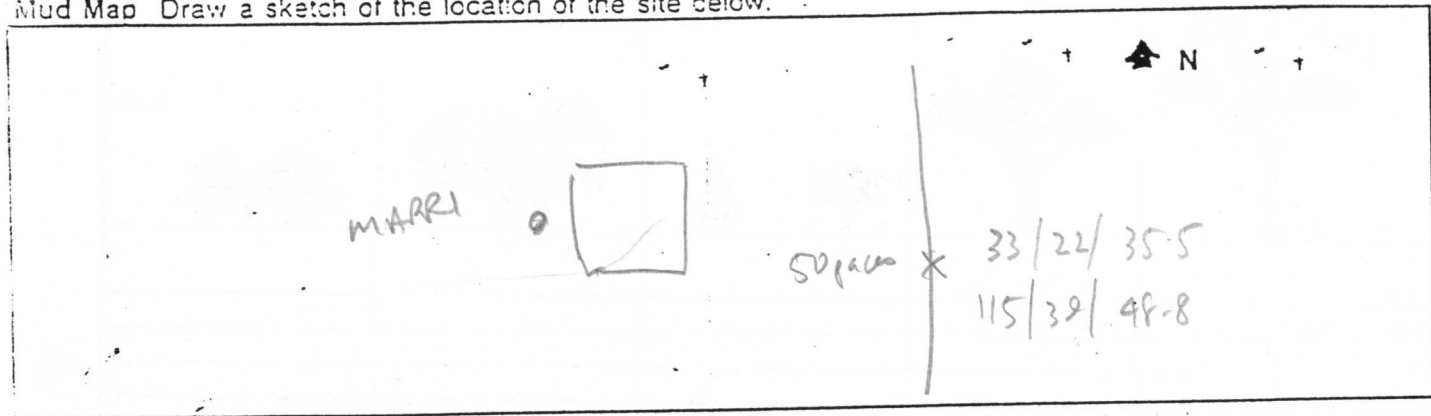 Mud Map Draw a sketch of the location of the site below.
N
MARRI
50 paces X 33/22/35.5
115/39/48.8